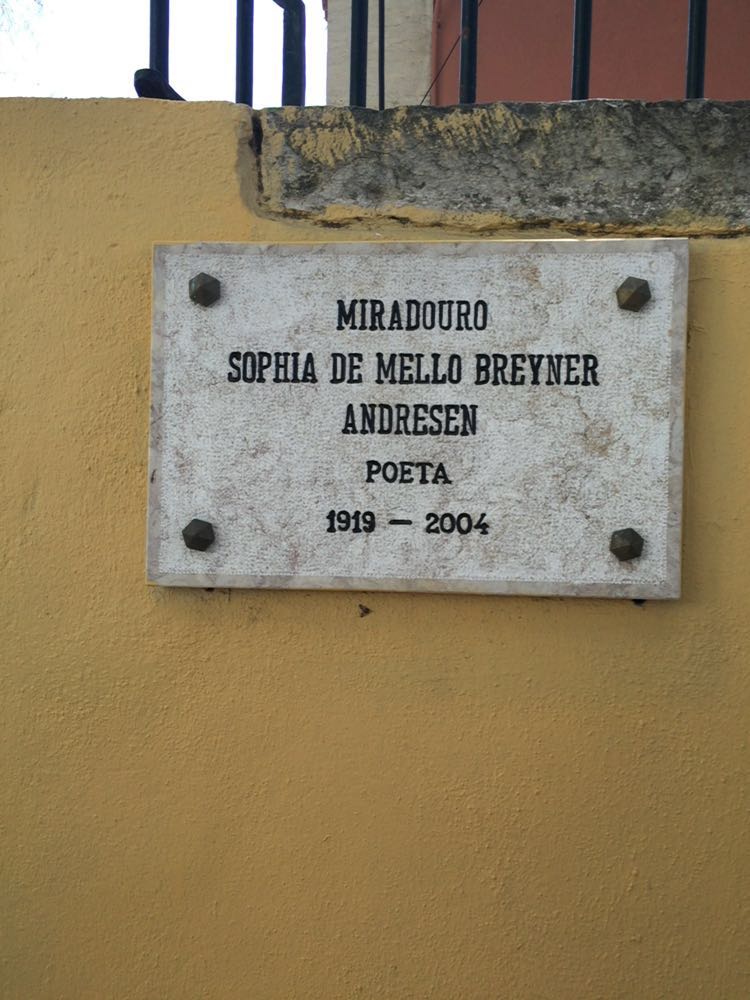 MIRADOURO
SOPHIA DE MELLO BREYNER
ANDRESEN
POETA
1919 — 2004